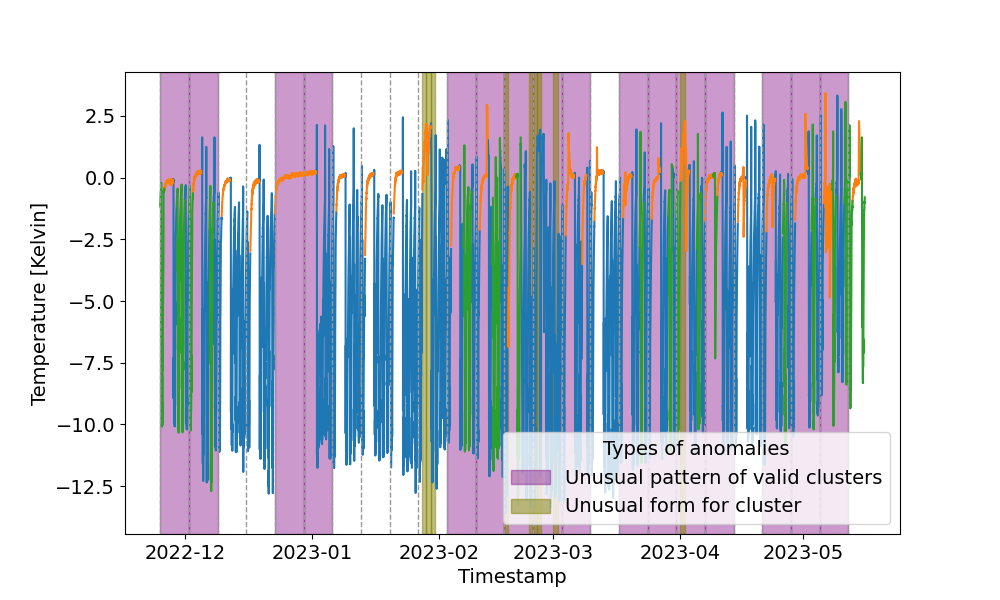 2.5
0.0
−2.5
−5.0
−7.5
−10.0
−12.5
Temperature [Kelvin]
Types of anomalies
Unusual pattern of valid clusters
Unusual form for cluster
2022-12
2023-01
2023-02
2023-03
2023-04
2023-05
Timestamp